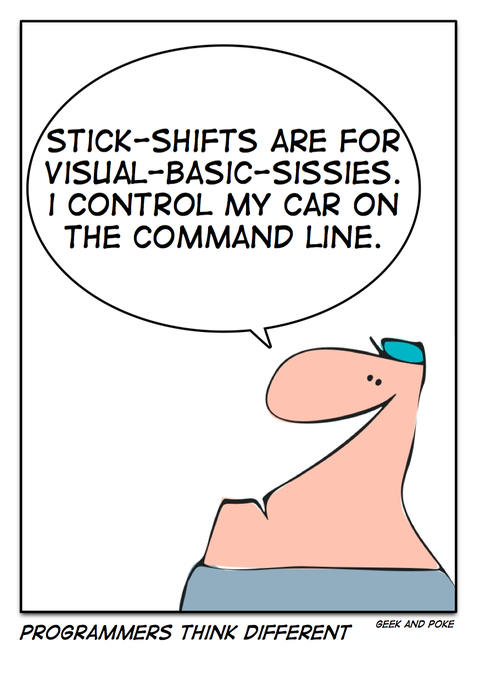 STICK-SHIFTS ARE FOR
VISUAL-BASIC-SISSIES.
I CONTROL MY CAR ON
THE COMMAND LINE.
PROGRAMMERS THINK DIFFERENT
GEEK AND POKE